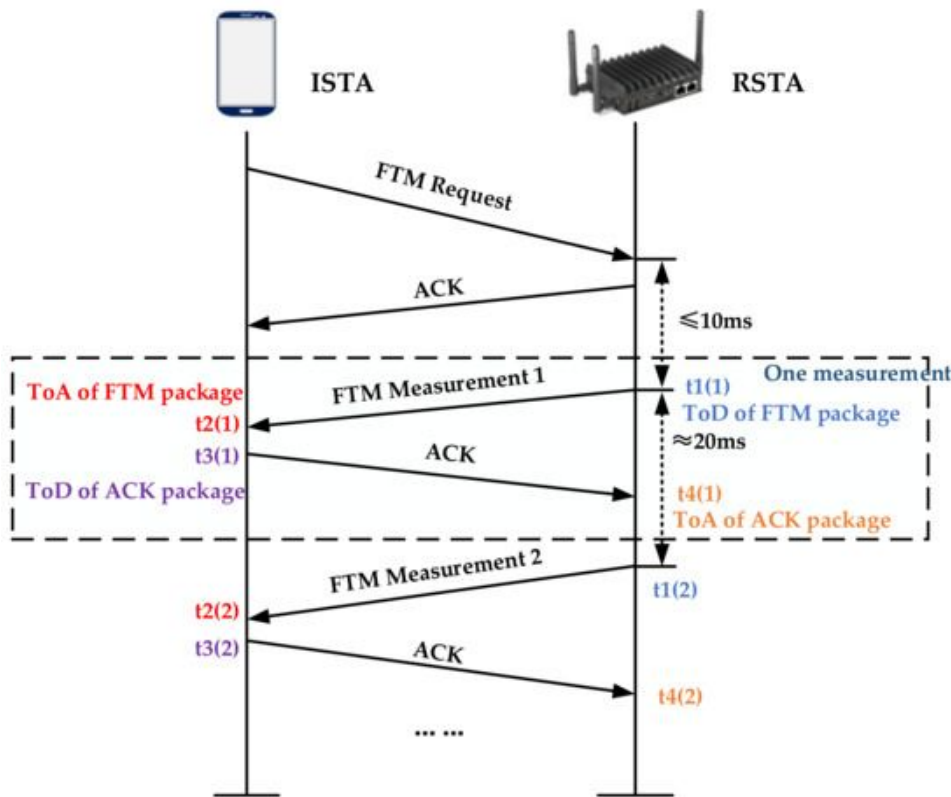 ISTA
RSTA
FTM Request
ACK
≤10ms
One measurement
ToA of FTM package
FTM Measurement 1
t1(1)
t2(1)
ToD of FTM package
≈20ms
t3(1)
ACK
ToD of ACK package
t4(1)
ToA of ACK package
FTM Measurement 2
t1(2)
t2(2)
t3(2)
ACK
t4(2)
... ...